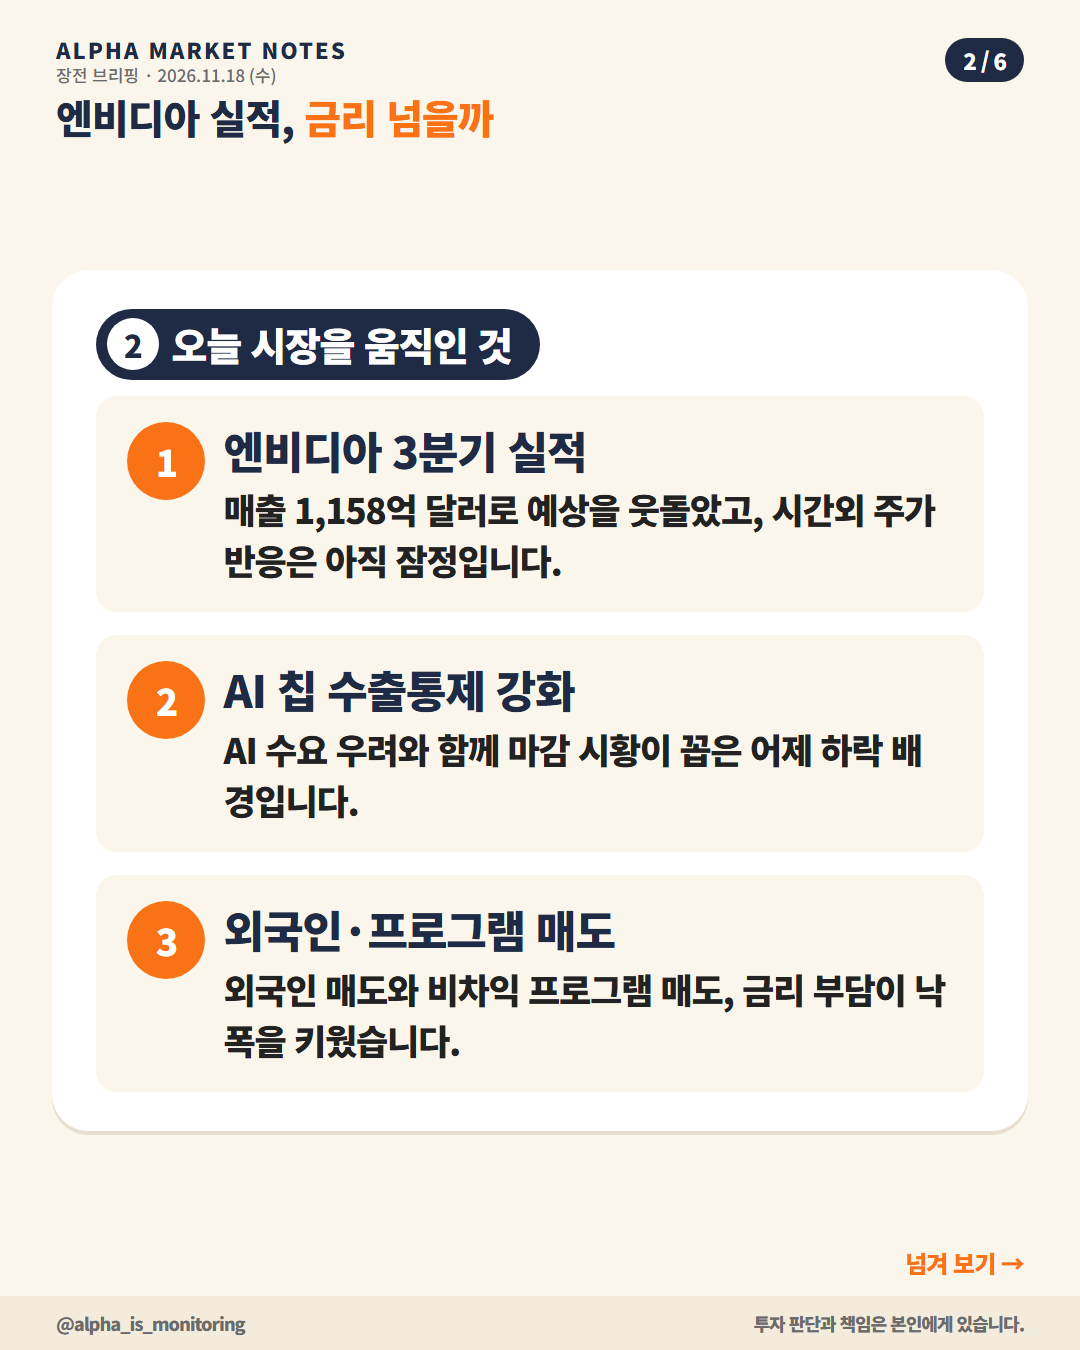 ALPHA MARKET NOTES
장전 브리핑 · 2026.11.18 (수)
2 / 6
엔비디아 실적, 금리 넘을까
2 오늘 시장을 움직인 것
1 엔비디아 3분기 실적
매출 1,158억 달러로 예상을 웃돌았고, 시간외 주가
반응은 아직 잠정입니다.
2 AI 칩 수출통제 강화
AI 수요 우려와 함께 마감 시황이 꼽은 어제 하락 배
경입니다.
3 외국인·프로그램 매도
외국인 매도와 비차익 프로그램 매도, 금리 부담이 낙
폭을 키웠습니다.
넘겨 보기 →
@alpha_is_monitoring
투자 판단과 책임은 본인에게 있습니다.